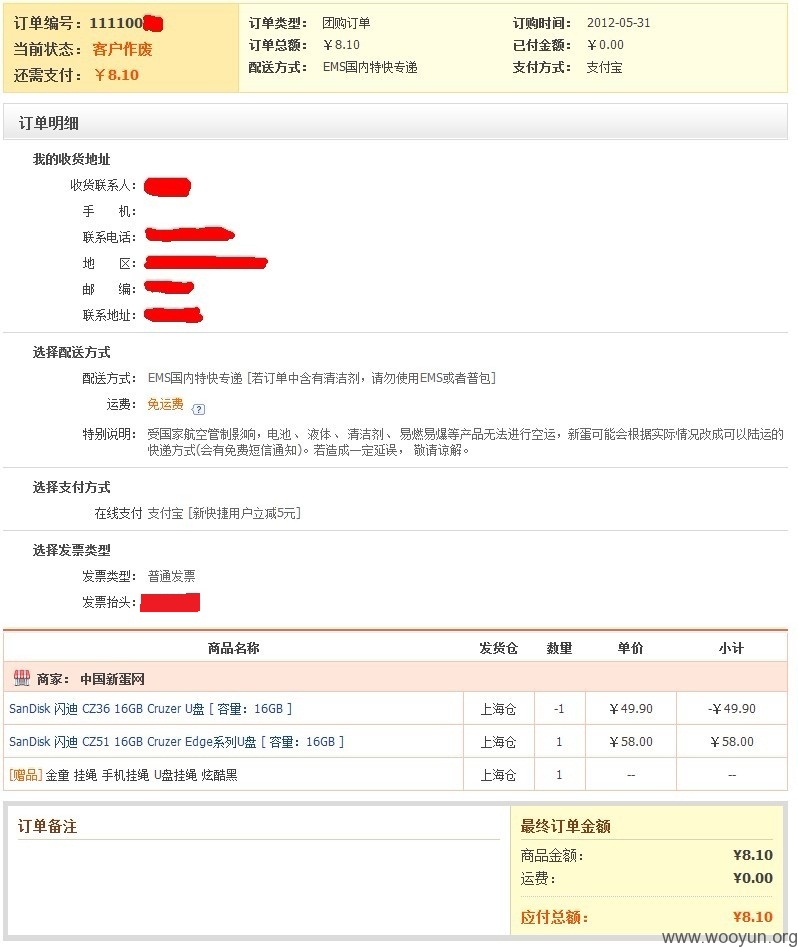 订单编号：111100
当前状态：客户作废
还需支付：￥8.10
订单类型： 团购订单
订单总额：￥8.10
配送方式： EMS国内特快专递
订购时间： 2012-05-31
已付金额：￥0.00
支付方式： 支付宝
订单明细
我的收货地址
收货联系人：
手 机：
联系电话：
地 区：
邮 编：
联系地址：
选择配送方式
配送方式： EMS国内特快专递 [若订单中含有清洁剂，请勿使用EMS或者普包]
运费： 免运费 ?
特别说明： 受国家航空管制影响，电池、 液体、 清洁剂、 易燃易爆等产品无法进行空运，新蛋可能会根据实际情况改成可以陆运的
快递方式(会有免费短信通知)。若造成一定延误， 敬请谅解。
选择支付方式
在线支付 支付宝 [新快捷用户立减5元]
选择发票类型
发票类型： 普通发票
发票抬头：
商品名称 发货仓 数量 单价 小计
商家： 中国新蛋网
SanDisk 闪迪 CZ36 16GB Cruzer U盘 [ 容量：16GB ] 上海仓 -1 ￥49.90 -￥49.90
SanDisk 闪迪 CZ51 16GB Cruzer Edge系列U盘 [ 容量：16GB ] 上海仓 1 ￥58.00 ￥58.00
[赠品] 金童 挂绳 手机挂绳 U盘挂绳 炫酷黑 上海仓 1 -- --
订单备注
最终订单金额
商品金额： ¥8.10
运费： ¥0.00
应付总额： ¥8.10
www.wooyun.org